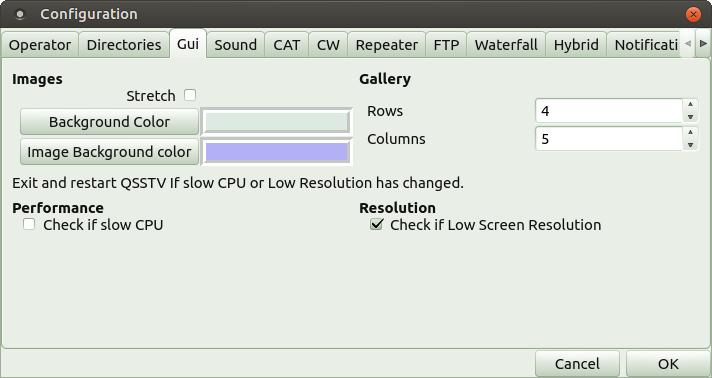 Configuration
Operator Directories Gui Sound CAT CW Repeater FTP Waterfall Hybrid Notificati
Images Gallery
Stretch
Rows 4
Background Color
Columns 5
Image Background color
Exit and restart QSSTV If slow CPU or Low Resolution has changed.
Performance Resolution
Check if slow CPU Check if Low Screen Resolution
Cancel OK